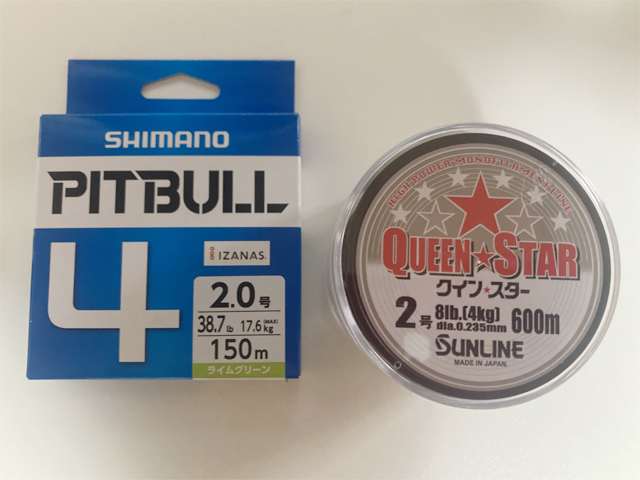 SHIMANO
PITBULL
4
IZANAS
2.0号
38.7lb 17.6kg (MAX)
150m
ライムグリーン
HIGH POWER MONOFILAMENT LINE
QUEEN★STAR
クイン★スター
2号 8lb.(4kg) dia.0.235mm 600m
SUNLINE
MADE IN JAPAN.